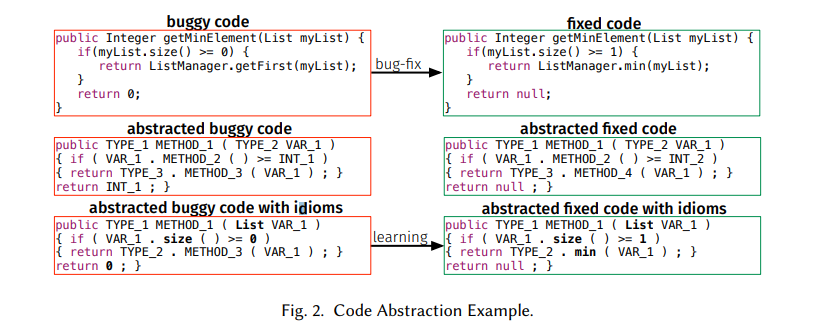 buggy code
public Integer getMinElement(List myList) {
if(myList.size() >= 0) {
return ListManager.getFirst(myList);
}
return 0;
}
bug-fix
fixed code
public Integer getMinElement(List myList) {
if(myList.size() >= 1) {
return ListManager.min(myList);
}
return null;
}
abstracted buggy code
public TYPE_1 METHOD_1 ( TYPE_2 VAR_1 )
{ if ( VAR_1 . METHOD_2 ( ) >= INT_1 )
{ return TYPE_3 . METHOD_3 ( VAR_1 ) ; }
return INT_1 ; }
abstracted fixed code
public TYPE_1 METHOD_1 ( TYPE_2 VAR_1 )
{ if ( VAR_1 . METHOD_2 ( ) >= INT_2 )
{ return TYPE_3 . METHOD_4 ( VAR_1 ) ; }
return null ; }
abstracted buggy code with idioms
public TYPE_1 METHOD_1 ( List VAR_1 )
{ if ( VAR_1 . size ( ) >= 0 )
{ return TYPE_2 . METHOD_3 ( VAR_1 ) ; }
return 0 ; }
learning
abstracted fixed code with idioms
public TYPE_1 METHOD_1 ( List VAR_1 )
{ if ( VAR_1 . size ( ) >= 1 )
{ return TYPE_2 . min ( VAR_1 ) ; }
return null ; }
Fig. 2. Code Abstraction Example.